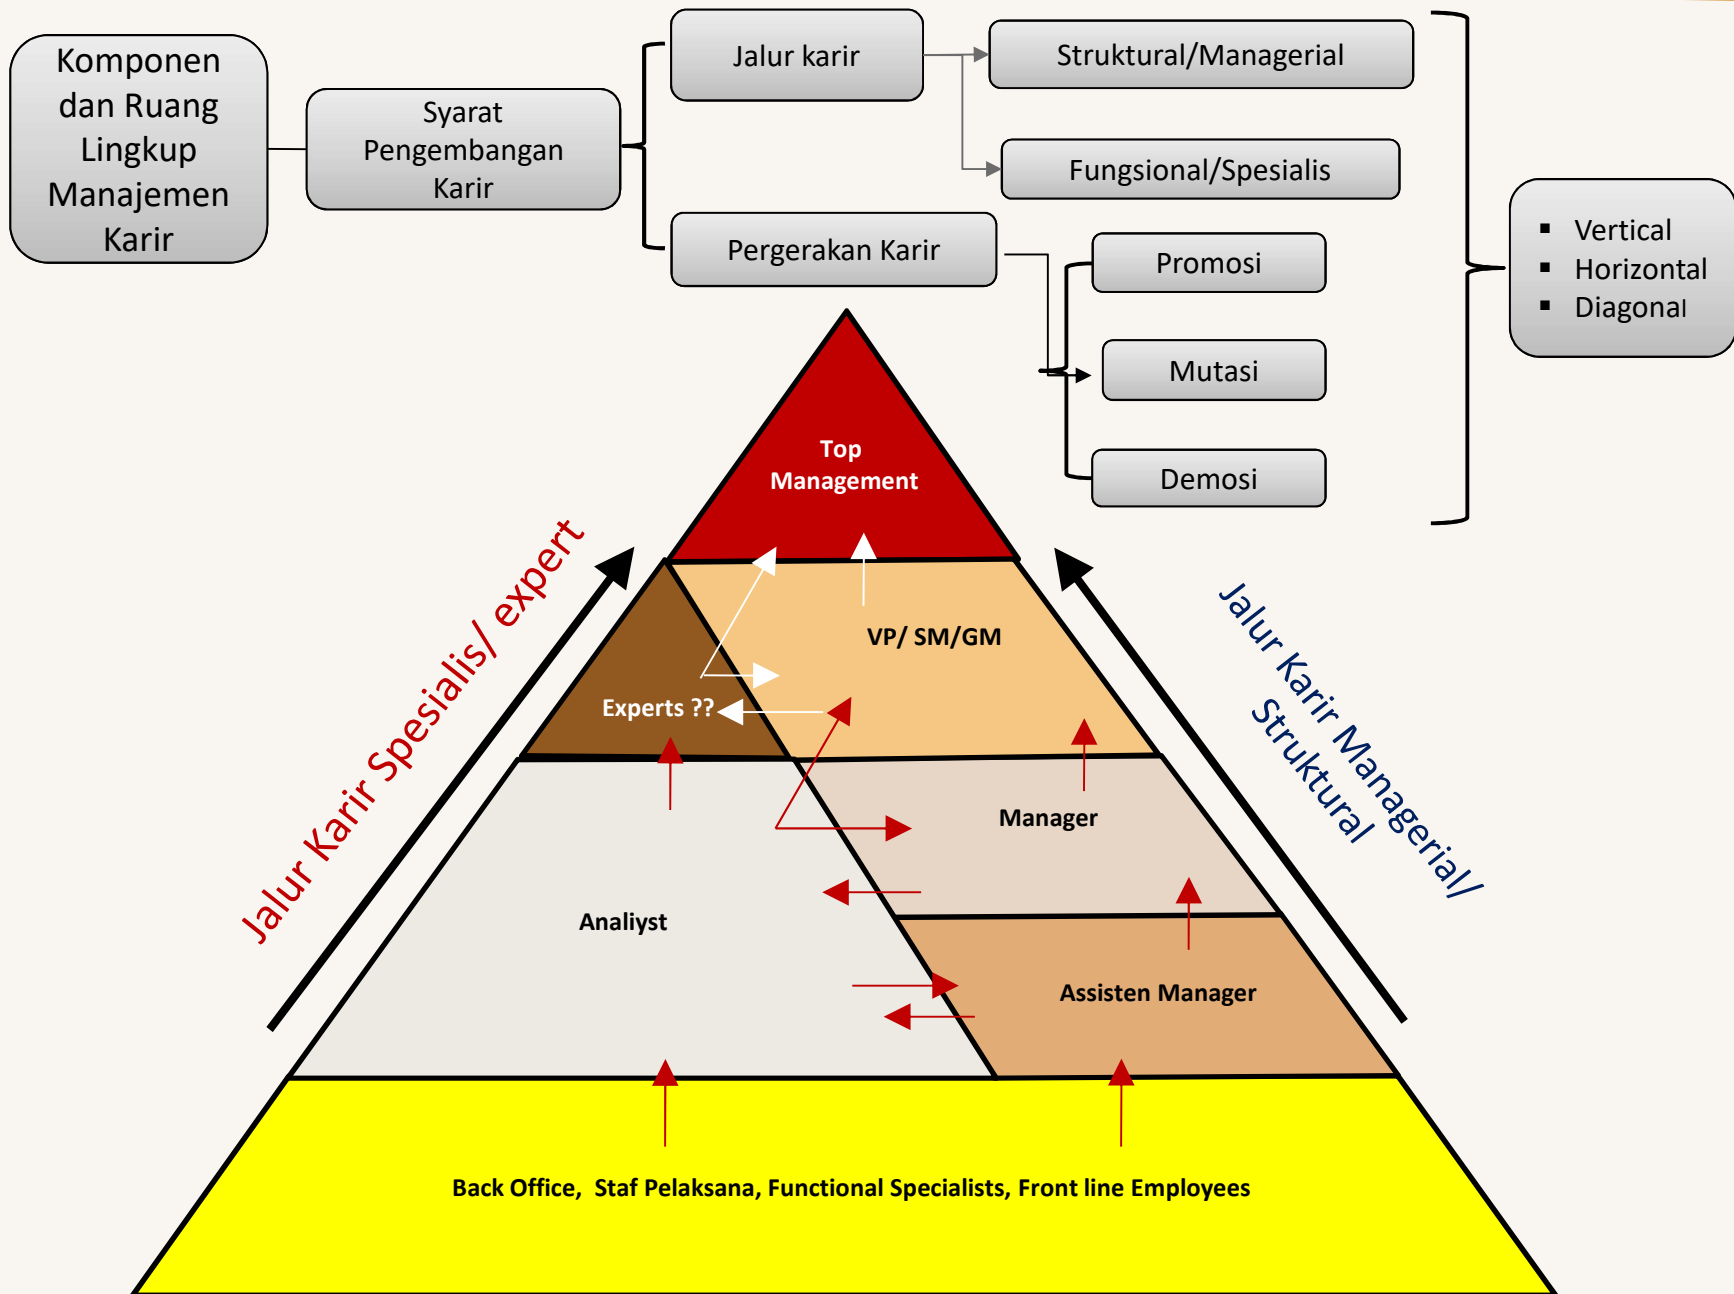 Komponen
dan Ruang
Lingkup
Manajemen
Karir
Syarat
Pengembangan
Karir
Jalur karir
Struktural/Managerial
Fungsional/Spesialis
Pergerakan Karir
Promosi
Mutasi
Demosi
▪ Vertical
▪ Horizontal
▪ Diagonal
Top
Management
Jalur Karir Spesialis/ expert
Jalur Karir Managerial/
Struktural
VP/ SM/GM
Experts ??
Manager
Analiyst
Assisten Manager
Back Office,  Staf Pelaksana, Functional Specialists, Front line Employees